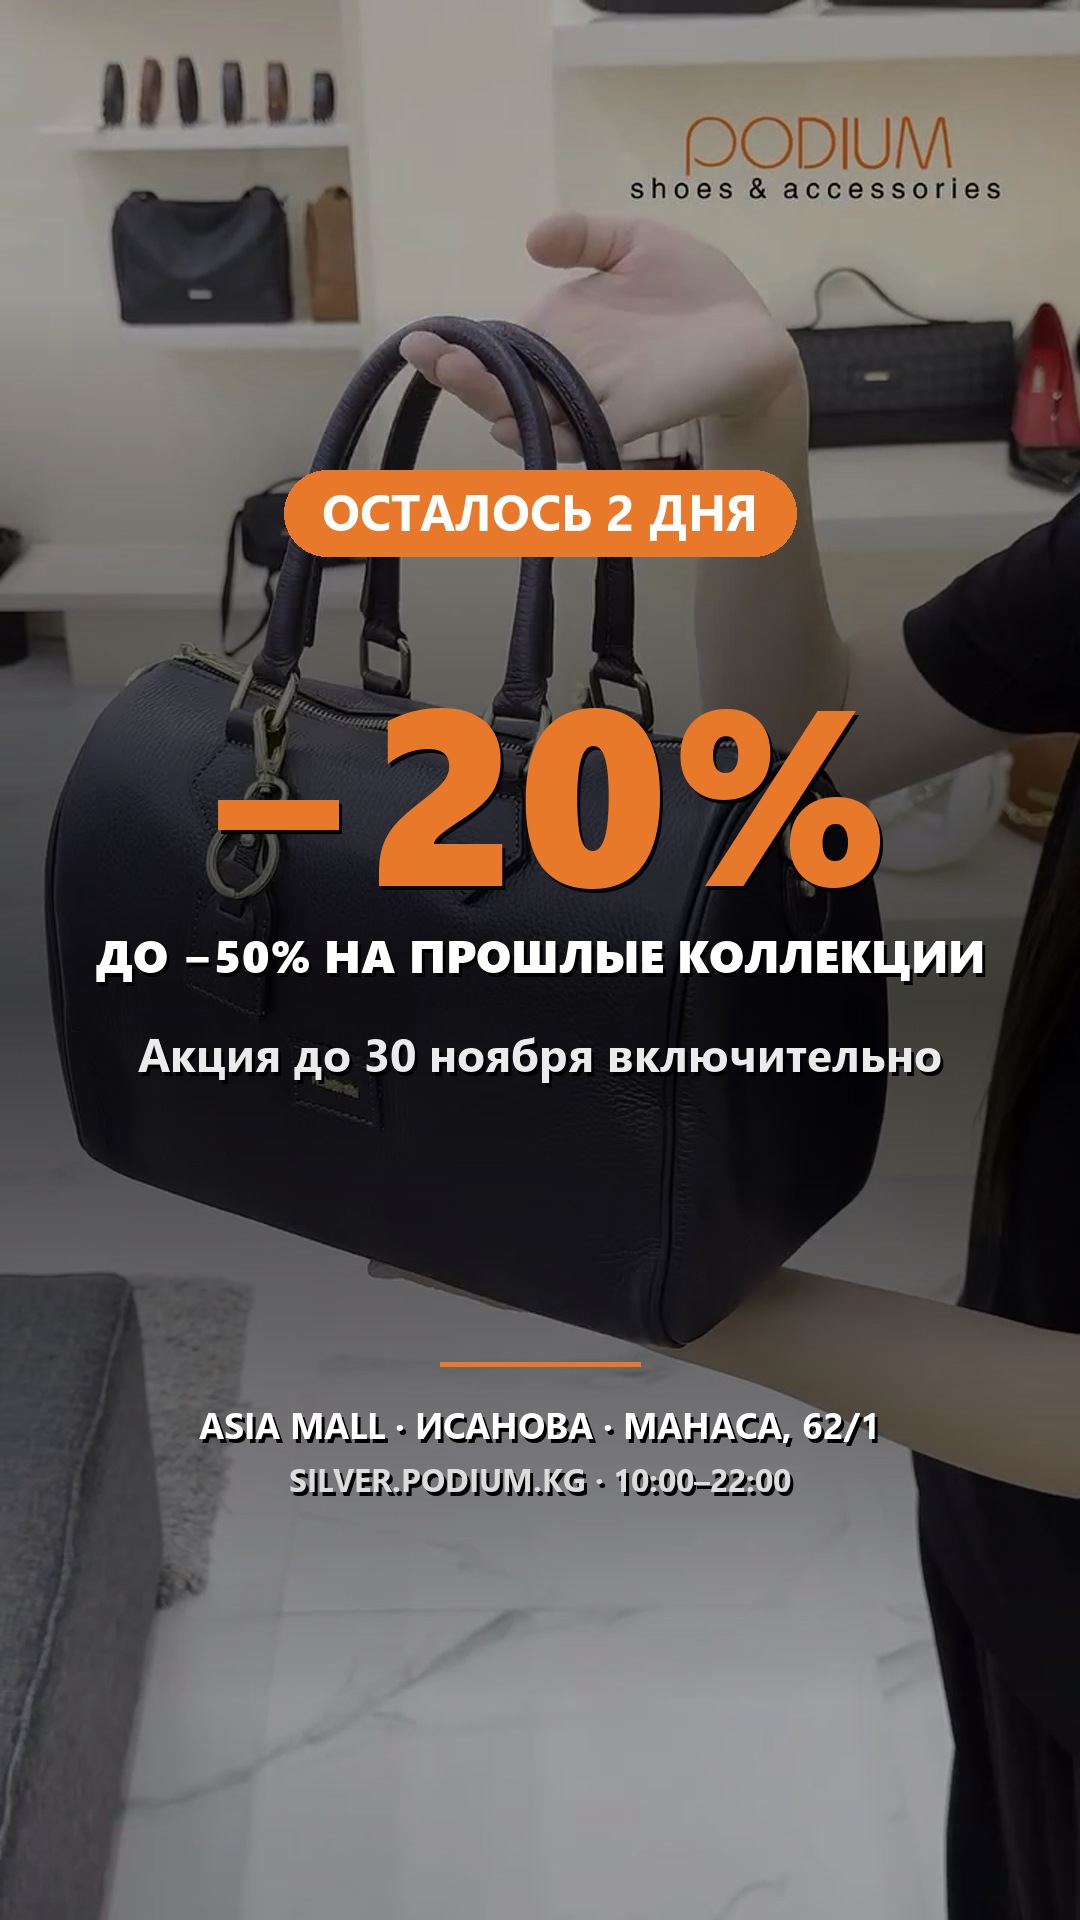 PODIUM
shoes & accessories
ОСТАЛОСЬ 2 ДНЯ
–20%
ДО –50% НА ПРОШЛЫЕ КОЛЛЕКЦИИ
Акция до 30 ноября включительно
ASIA MALL · ИСАНОВА · МАНАСА, 62/1
SILVER.PODIUM.KG · 10:00–22:00